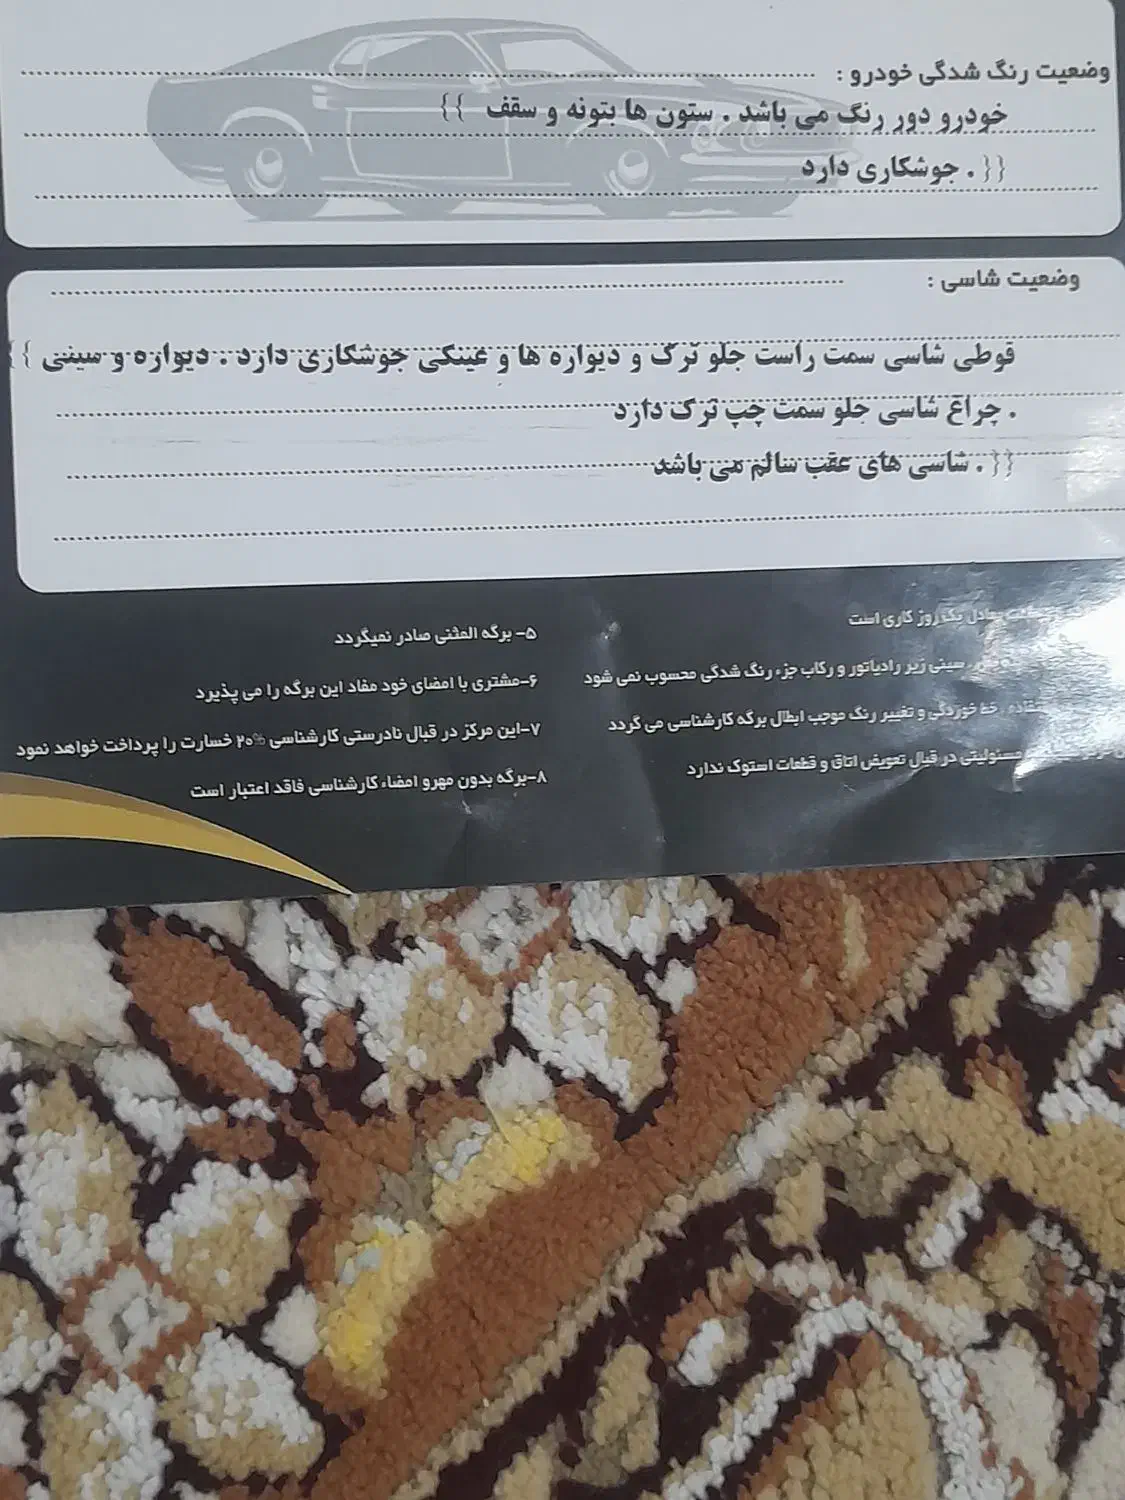 وضعیت رنگ شدگی خودرو :
خودرو دور رنگ می باشد . ستون ها بتونه و سقف {{
}} . جوشکاری دارد
وضعیت شاسی :
قوطی شاسی سمت راست جلو ترک و دیواره ها و عینکی جوشکاری دارد . دیواره و سینی {{
. چراغ شاسی جلو سمت چپ ترک دارد
}} . شاسی های عقب سالم می باشد
یک روز کاری است
سینی زیر رادیاتور و رکاب جزء رنگ شدگی محسوب نمی شود
خط خوردگی و تغییر رنگ موجب ابطال برگه کارشناسی می گردد
مسئولیتی در قبال تعویض اتاق و قطعات استوک ندارد
۵- برگه المثنی صادر نمیگردد
۶-مشتری با امضای خود مفاد این برگه را می پذیرد
۷-این مرکز در قبال نادرستی کارشناسی ۲۰% خسارت را پرداخت خواهد نمود
۸-برگه بدون مهرو امضاء کارشناسی فاقد اعتبار است